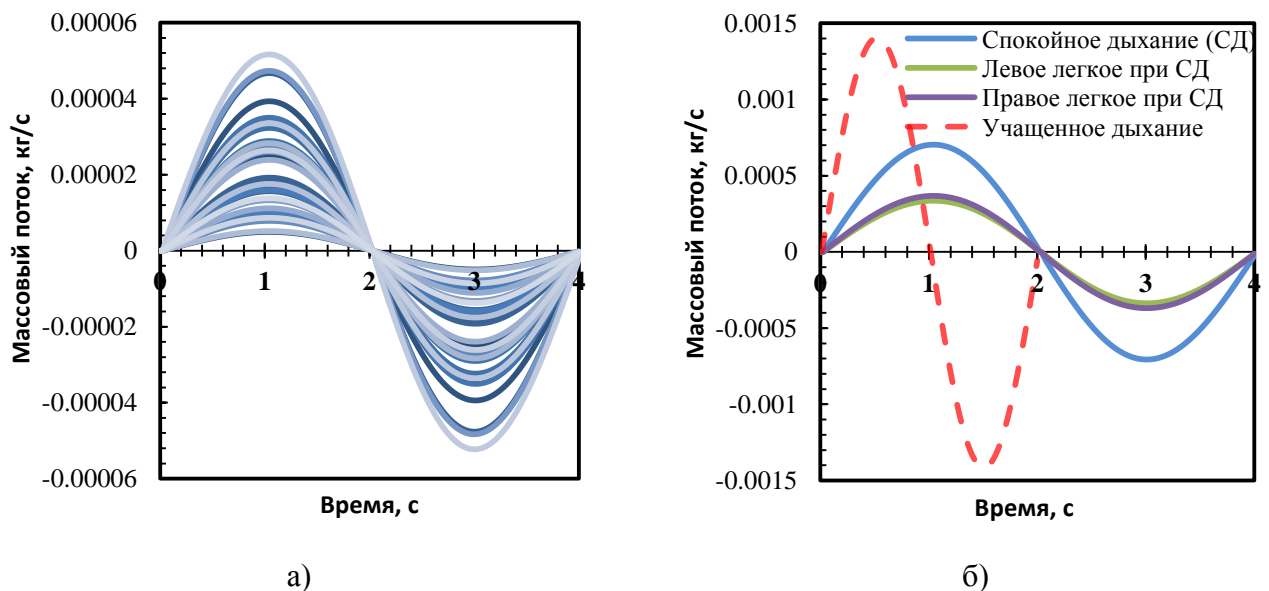 0.00006
0.00004
0.00002
0
-0.00002
-0.00004
-0.00006
0 1 2 3 4
Массовый поток, кг/с
Время, с
а)
0.0015
0.001
0.0005
0
-0.0005
-0.001
-0.0015
0 1 2 3 4
Массовый поток, кг/с
Время, с
Спокойное дыхание (СД)
Левое легкое при СД
Правое легкое при СД
Учащенное дыхание
б)